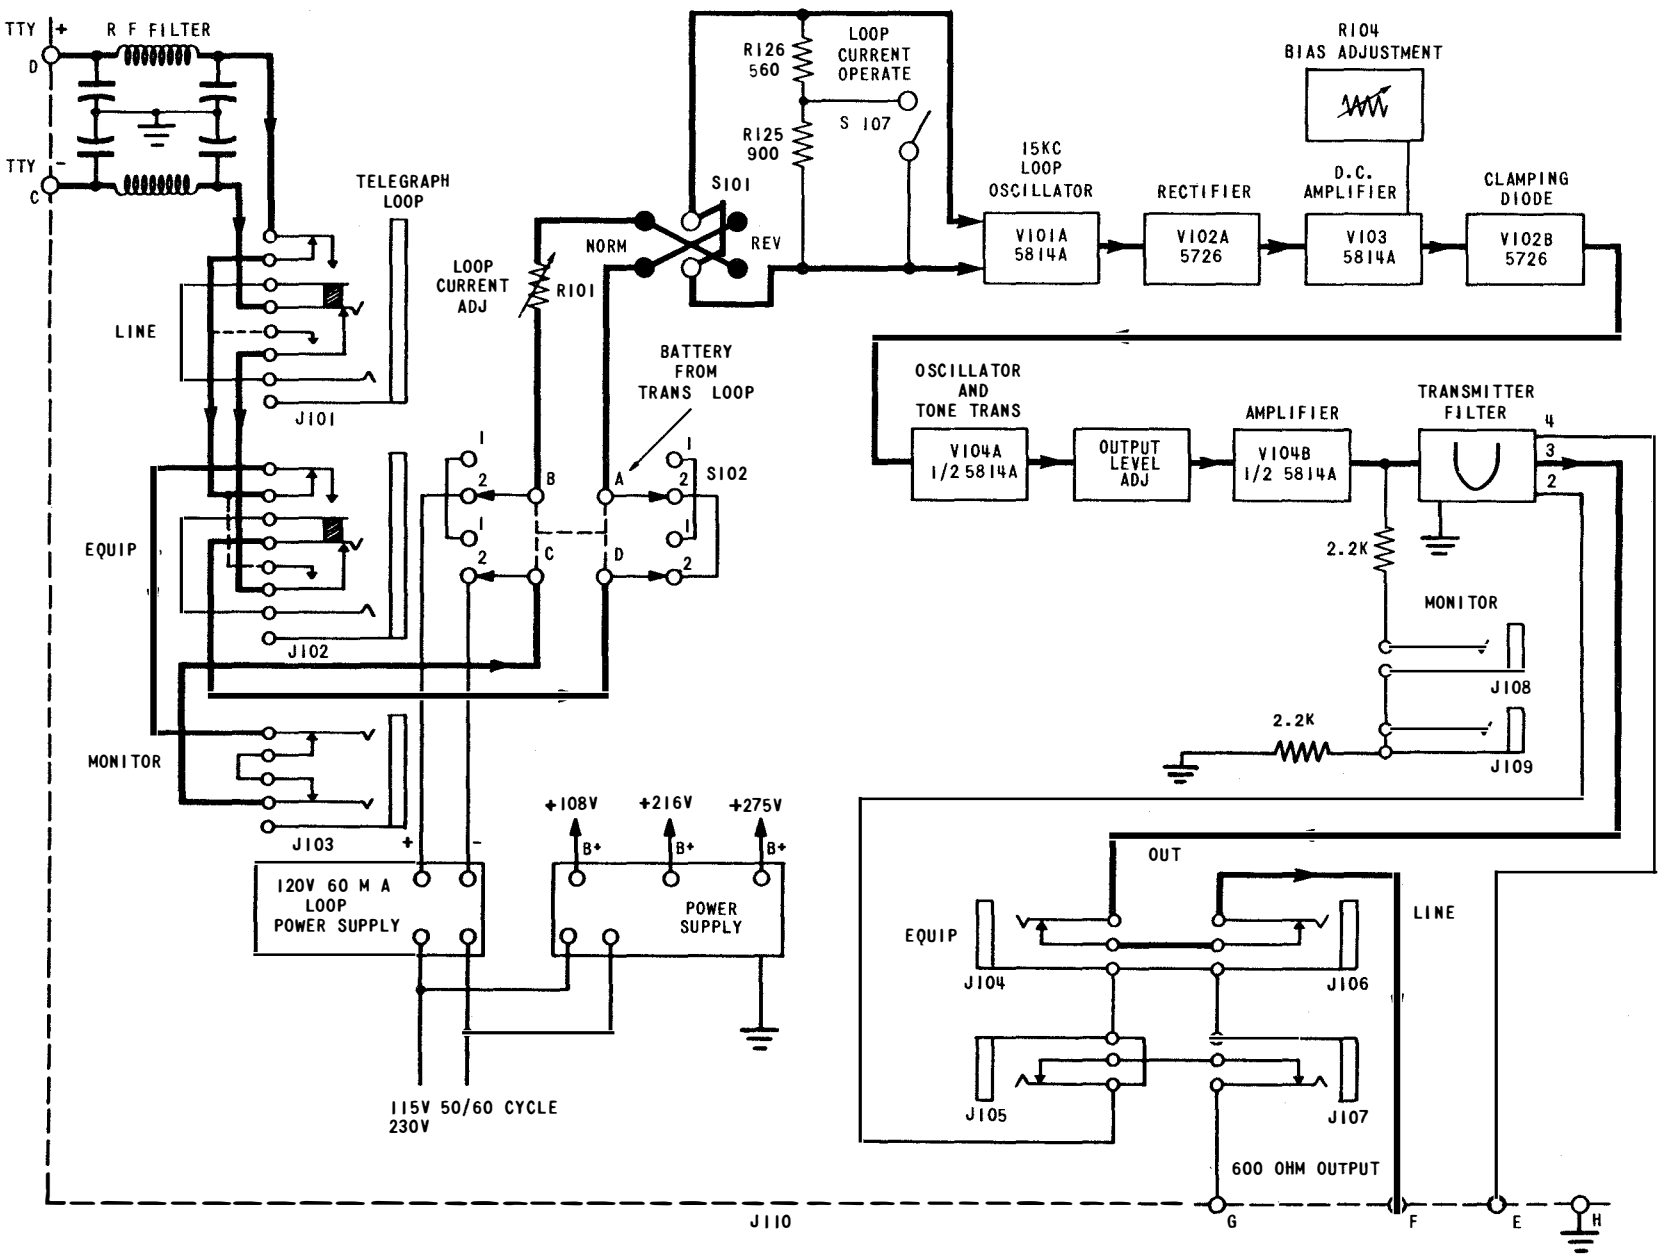 TTY +
D
R F FILTER
TTY -
C
TELEGRAPH
LOOP
LINE
J101
EQUIP
J102
MONITOR
J103
LOOP
CURRENT
ADJ
R101
NORM
S101
REV
R126
560
R125
900
LOOP
CURRENT
OPERATE
S 107
BATTERY
FROM
TRANS LOOP
1
2
B
A
1
2
S102
1
2
C
D
1
2
15KC
LOOP
OSCILLATOR
V101A
5814A
RECTIFIER
V102A
5726
R104
BIAS ADJUSTMENT
D.C.
AMPLIFIER
V103
5814A
CLAMPING
DIODE
V102B
5726
OSCILLATOR
AND
TONE TRANS
V104A
1/2 5814A
OUTPUT
LEVEL
ADJ
AMPLIFIER
V104B
1/2 5814A
TRANSMITTER
FILTER
4
3
2
2.2K
MONITOR
J108
2.2K
J109
+
-
120V 60 M A
LOOP
POWER SUPPLY
+108V
+216V
+275V
B+
B+
B+
POWER
SUPPLY
115V 50/60 CYCLE
230V
OUT
LINE
EQUIP
J104
J106
J105
J107
600 OHM OUTPUT
J110
G
F
E
H